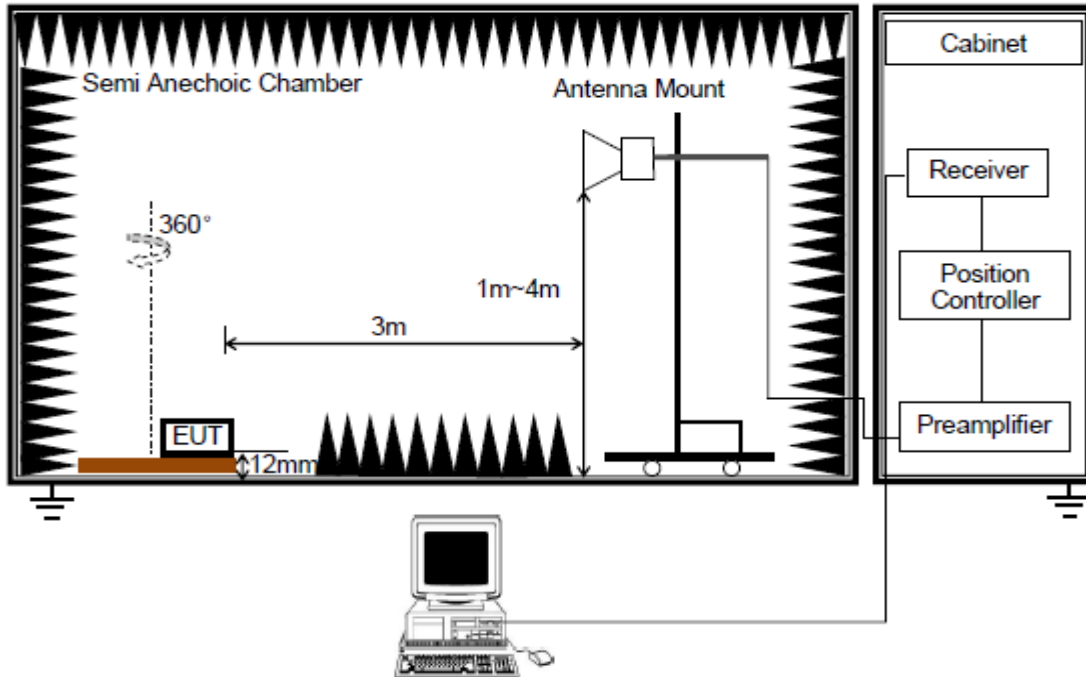 Cabinet
Semi Anechoic Chamber
Antenna Mount
Receiver
360°
Position
Controller
1m~4m
3m
Preamplifier
EUT
12mm